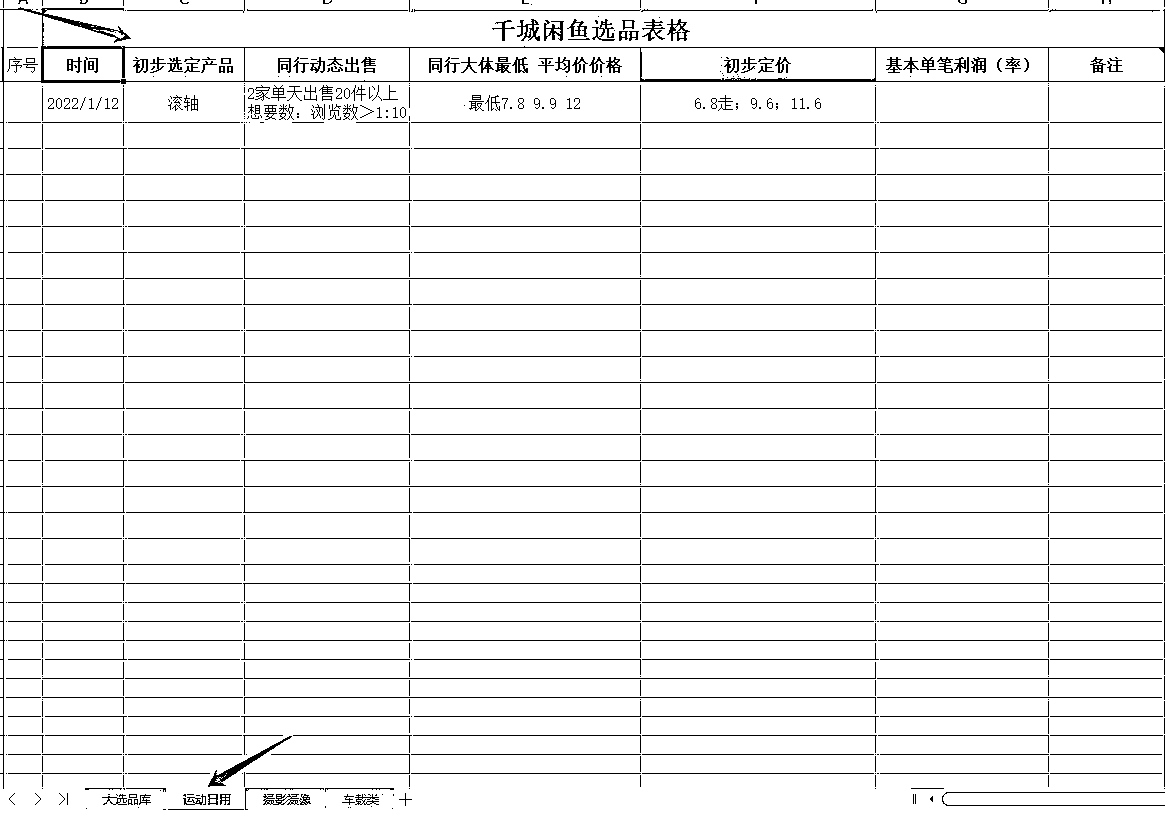 千城闲鱼选品表格
序号 时间 初步选定产品 同行动态出售 同行大体最低 平均价价格 初步定价 基本单笔利润（率） 备注
2022/1/12 滚轴 2家单天出售20件以上 最低7.8 9.9 12 6.8走；9.6；11.6
想要数：浏览数＞1:10
大选品库 运动日用 摄影摄像 车载类